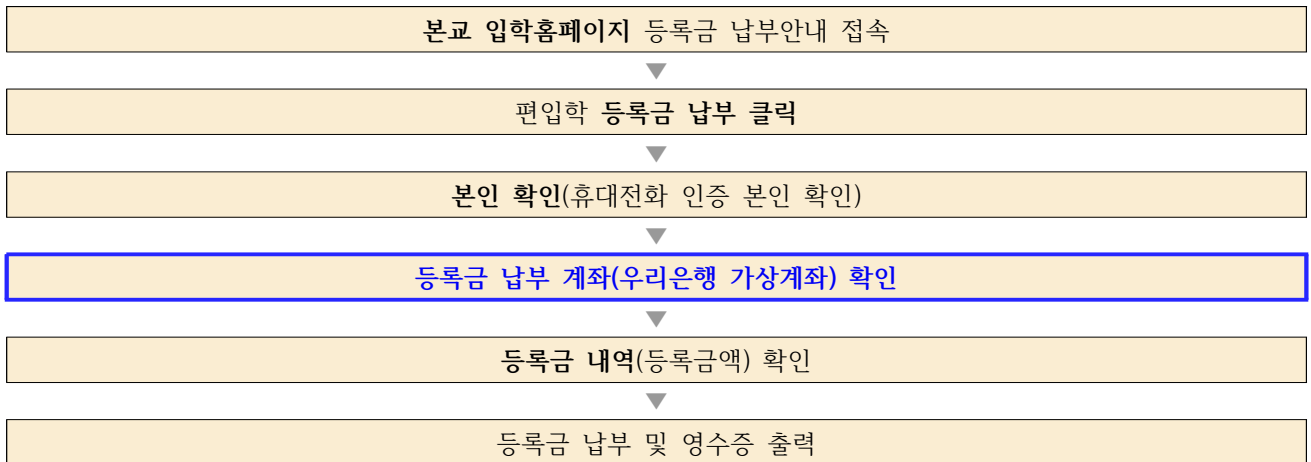 본교 입학홈페이지 등록금 납부안내 접속
편입학 등록금 납부 클릭
본인 확인(휴대전화 인증 본인 확인)
등록금 납부 계좌(우리은행 가상계좌) 확인
등록금 내역(등록금액) 확인
등록금 납부 및 영수증 출력